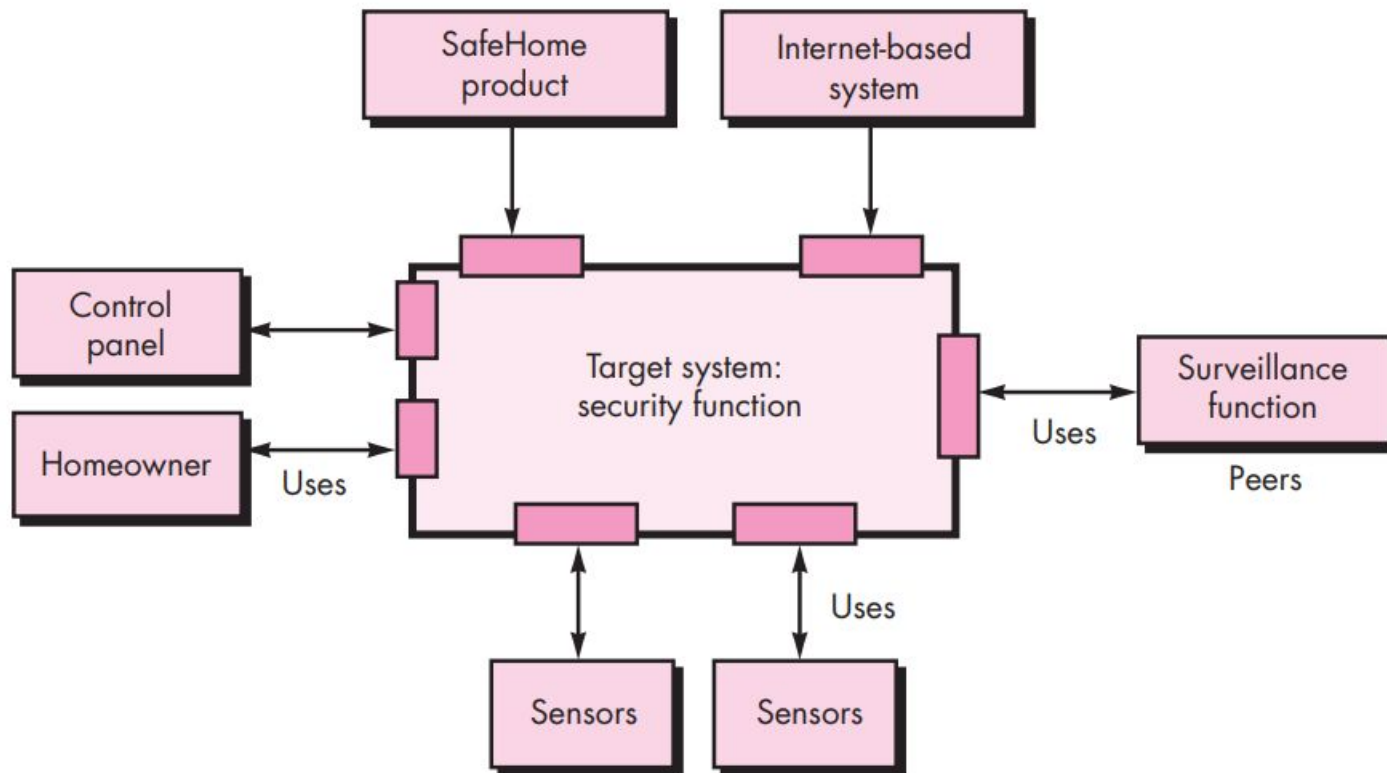 SafeHome
product
Internet-based
system
Control
panel
Target system:
security function
Surveillance
function
Homeowner
Uses
Uses
Peers
Uses
Sensors
Sensors